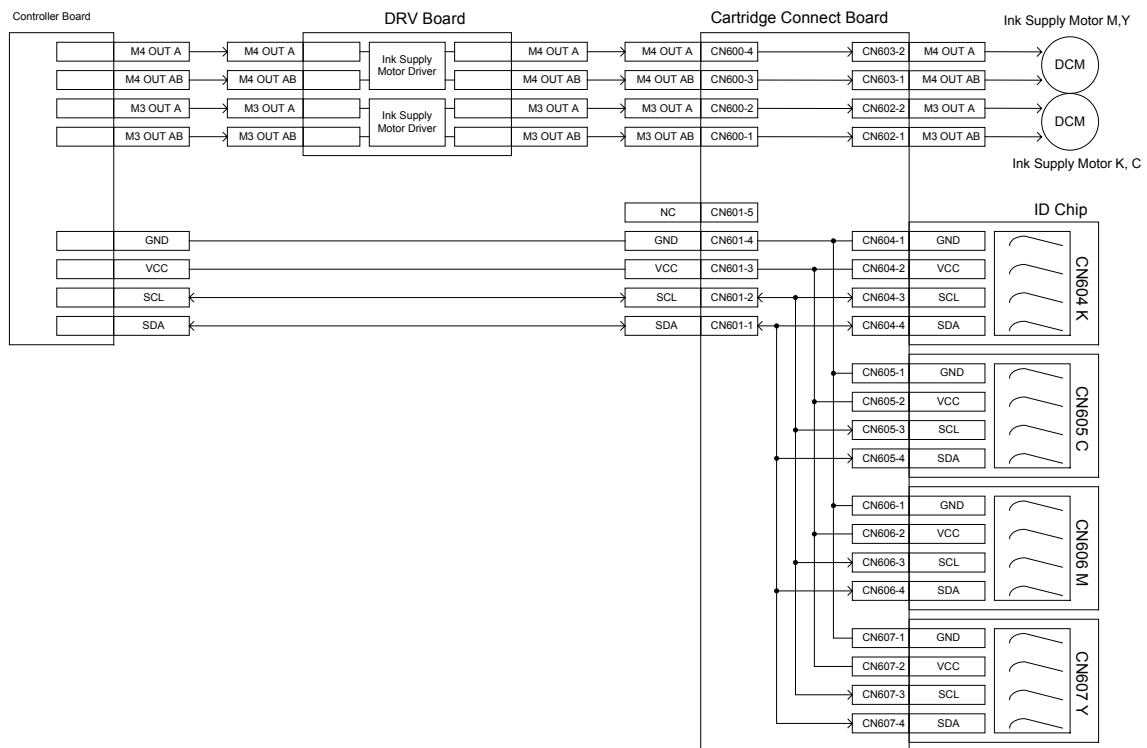 Controller Board
DRV Board
Cartridge Connect Board
Ink Supply Motor M,Y
M4 OUT A M4 OUT A M4 OUT A M4 OUT A CN600-4 CN603-2 M4 OUT A
Ink Supply
Motor Driver
DCM
M4 OUT AB M4 OUT AB M4 OUT AB M4 OUT AB CN600-3 CN603-1 M4 OUT AB
M3 OUT A M3 OUT A M3 OUT A M3 OUT A CN600-2 CN602-2 M3 OUT A
Ink Supply
Motor Driver
DCM
M3 OUT AB M3 OUT AB M3 OUT AB M3 OUT AB CN600-1 CN602-1 M3 OUT AB
Ink Supply Motor K, C
NC CN601-5
ID Chip
GND GND CN601-4 CN604-1 GND
VCC VCC CN601-3 CN604-2 VCC
SCL SCL CN601-2 CN604-3 SCL
SDA SDA CN601-1 CN604-4 SDA
CN604 K
CN605-1 GND
CN605-2 VCC
CN605-3 SCL
CN605-4 SDA
CN605 C
CN606-1 GND
CN606-2 VCC
CN606-3 SCL
CN606-4 SDA
CN606 M
CN607-1 GND
CN607-2 VCC
CN607-3 SCL
CN607-4 SDA
CN607 Y